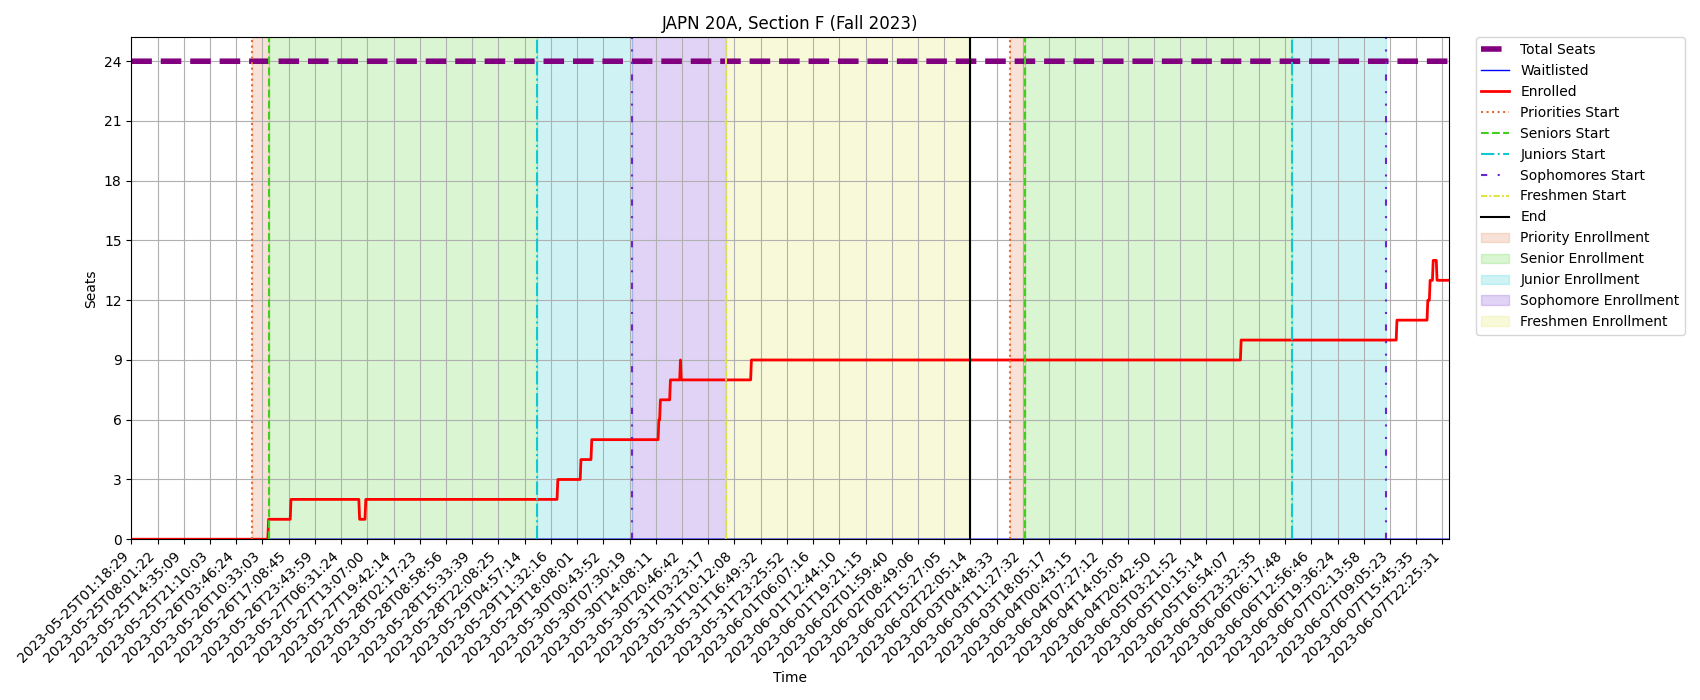 JAPN 20A, Section F (Fall 2023)
Seats
24
21
18
15
12
9
6
3
0
2023-05-25T01:18:29
2023-05-25T08:01:22
2023-05-25T14:35:09
2023-05-25T21:10:03
2023-05-26T03:46:24
2023-05-26T10:33:03
2023-05-26T17:08:45
2023-05-26T23:43:59
2023-05-27T06:31:24
2023-05-27T13:07:00
2023-05-27T19:42:14
2023-05-28T02:17:23
2023-05-28T08:58:56
2023-05-28T15:33:39
2023-05-28T22:08:25
2023-05-29T04:57:14
2023-05-29T11:32:16
2023-05-29T18:08:01
2023-05-30T00:43:52
2023-05-30T07:30:19
2023-05-30T14:08:11
2023-05-30T20:46:42
2023-05-31T03:23:17
2023-05-31T10:12:08
2023-05-31T16:49:32
2023-05-31T23:25:52
2023-06-01T06:07:16
2023-06-01T12:44:10
2023-06-01T19:21:15
2023-06-02T01:59:40
2023-06-02T08:49:06
2023-06-02T15:27:05
2023-06-02T22:05:14
2023-06-03T04:48:33
2023-06-03T11:27:32
2023-06-03T18:05:17
2023-06-04T00:43:15
2023-06-04T07:27:12
2023-06-04T14:05:05
2023-06-04T20:42:50
2023-06-05T03:21:52
2023-06-05T10:15:14
2023-06-05T16:54:07
2023-06-05T23:32:35
2023-06-06T06:17:48
2023-06-06T12:56:46
2023-06-06T19:36:24
2023-06-07T02:13:58
2023-06-07T09:05:23
2023-06-07T15:45:35
2023-06-07T22:25:31
Time
Total Seats
Waitlisted
Enrolled
Priorities Start
Seniors Start
Juniors Start
Sophomores Start
Freshmen Start
End
Priority Enrollment
Senior Enrollment
Junior Enrollment
Sophomore Enrollment
Freshmen Enrollment